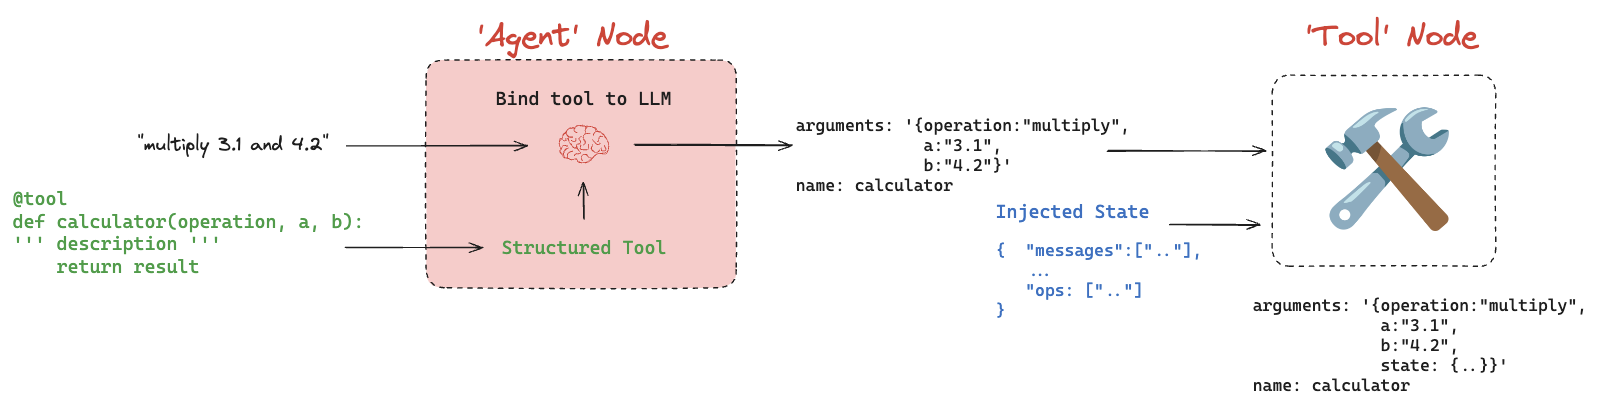 'Agent' Node
Bind tool to LLM
"multiply 3.1 and 4.2"
@tool
def calculator(operation, a, b):
''' description '''
    return result
Structured Tool
arguments: '{operation:"multiply",
a:"3.1",
b:"4.2"}'
name: calculator
Injected State
{  "messages":[".."],
...
"ops: [".."]
}
'Tool' Node
arguments: '{operation:"multiply",
a:"3.1",
b:"4.2",
state: {..}}'
name: calculator